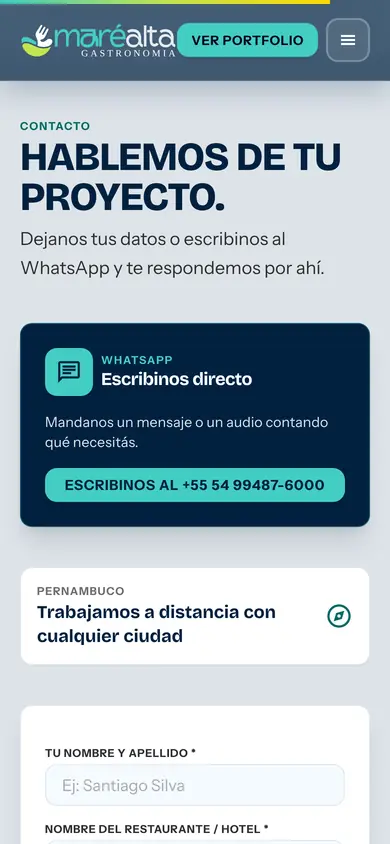 maréalta
GASTRONOMIA
VER PORTFOLIO
CONTACTO
HABLEMOS DE TU
PROYECTO.
Dejanos tus datos o escribinos al
WhatsApp y te respondemos por ahí.
WHATSAPP
Escribinos directo
Mandanos un mensaje o un audio contando
qué necesitás.
ESCRIBINOS AL +55 54 99487-6000
PERNAMBUCO
Trabajamos a distancia con
cualquier ciudad
TU NOMBRE Y APELLIDO *
Ej: Santiago Silva
NOMBRE DEL RESTAURANTE / HOTEL *